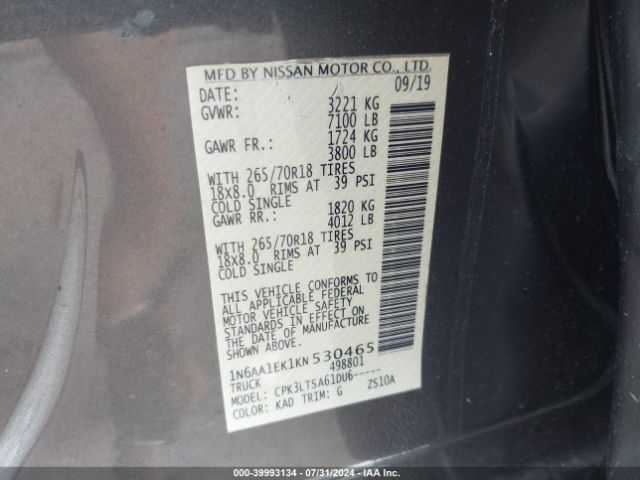 MFD BY NISSAN MOTOR CO., LTD.
DATE: 09/19
GVWR: 3221 KG
7100 LB
GAWR FR.: 1724 KG
3800 LB
WITH 265/70R18 TIRES
18x8.0 RIMS AT 39 PSI
COLD SINGLE
GAWR RR.: 1820 KG
4012 LB
WITH 265/70R18 TIRES
18x8.0 RIMS AT 39 PSI
COLD SINGLE
THIS VEHICLE CONFORMS TO
ALL APPLICABLE FEDERAL
MOTOR VEHICLE SAFETY
STANDARDS IN EFFECT ON
THE DATE OF MANUFACTURE
SHOWN ABOVE.
1N6AA1EK1KN530465
TRUCK 498801
MODEL: CPK3LTSA61DU6-----
COLOR: KAD TRIM: G ZS10A
000-39993134 - 07/31/2024 - IAA Inc.